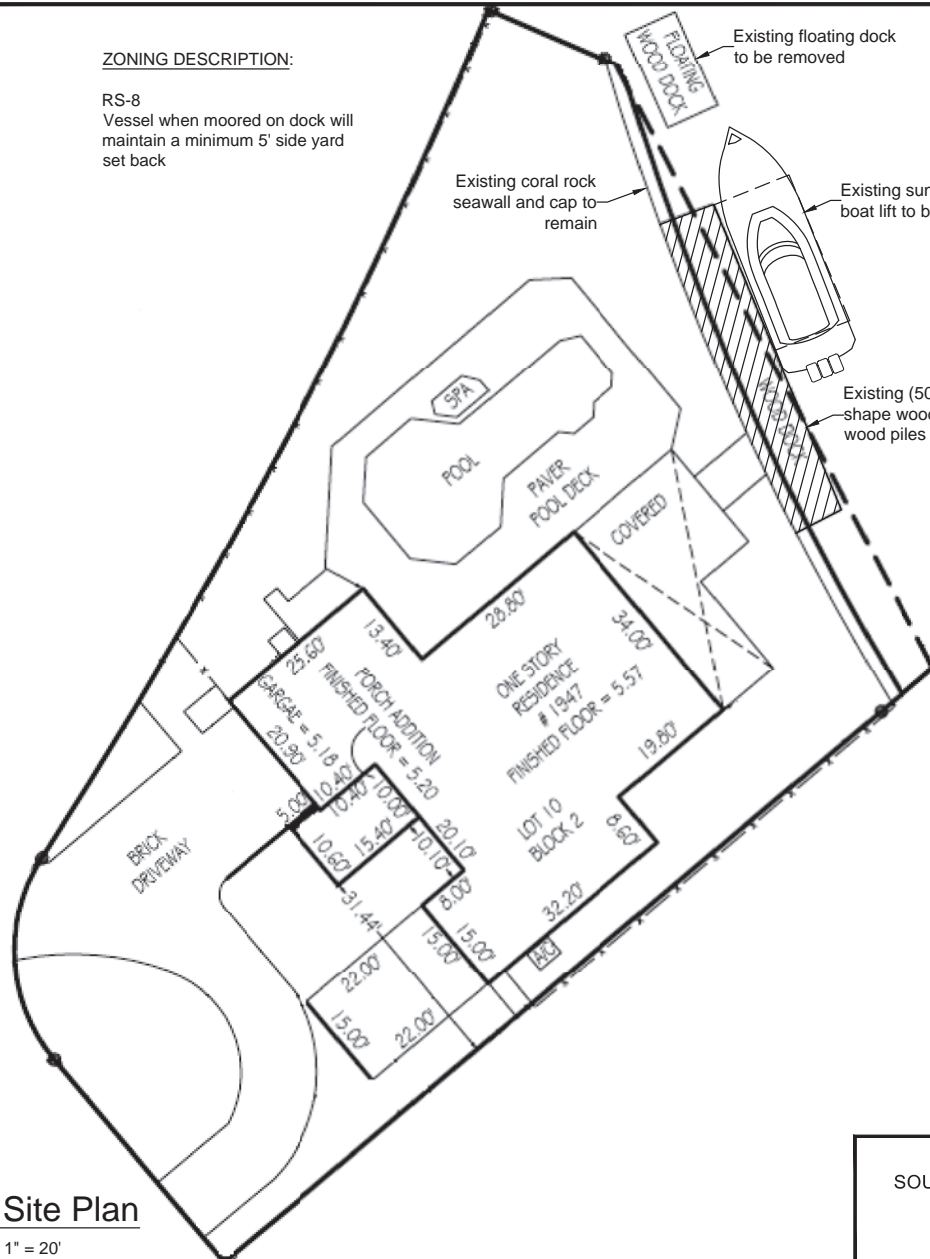 ZONING DESCRIPTION:
RS-8
Vessel when moored on dock will
maintain a minimum 5' side yard
set back
FLOATING
WOOD DOCK
Existing floating dock
to be removed
Existing coral rock
seawall and cap to
remain
Existing sun
boat lift to b
Existing (50
shape wood
wood piles
WOOD DOCK
SPA
POOL
PAVER
POOL DECK
COVERED
28.80'
34.00'
13.40'
25.60'
PORCH ADDITION
FINISHED FLOOR = 5.20
GARGAE = 5.18
20.90'
ONE STORY
RESIDENCE
# 1347
FINISHED FLOOR = 5.57
19.80'
LOT 10
BLOCK 2
8.60'
5.00'
10.40'
10.40'
10.00'
10.60'
15.40'
20.10'
10.10'
8.00'
31.44'
15.00'
15.00'
32.20'
A/C
22.00'
15.00'
22.00'
BRICK
DRIVEWAY
Site Plan
1" = 20'
SOU